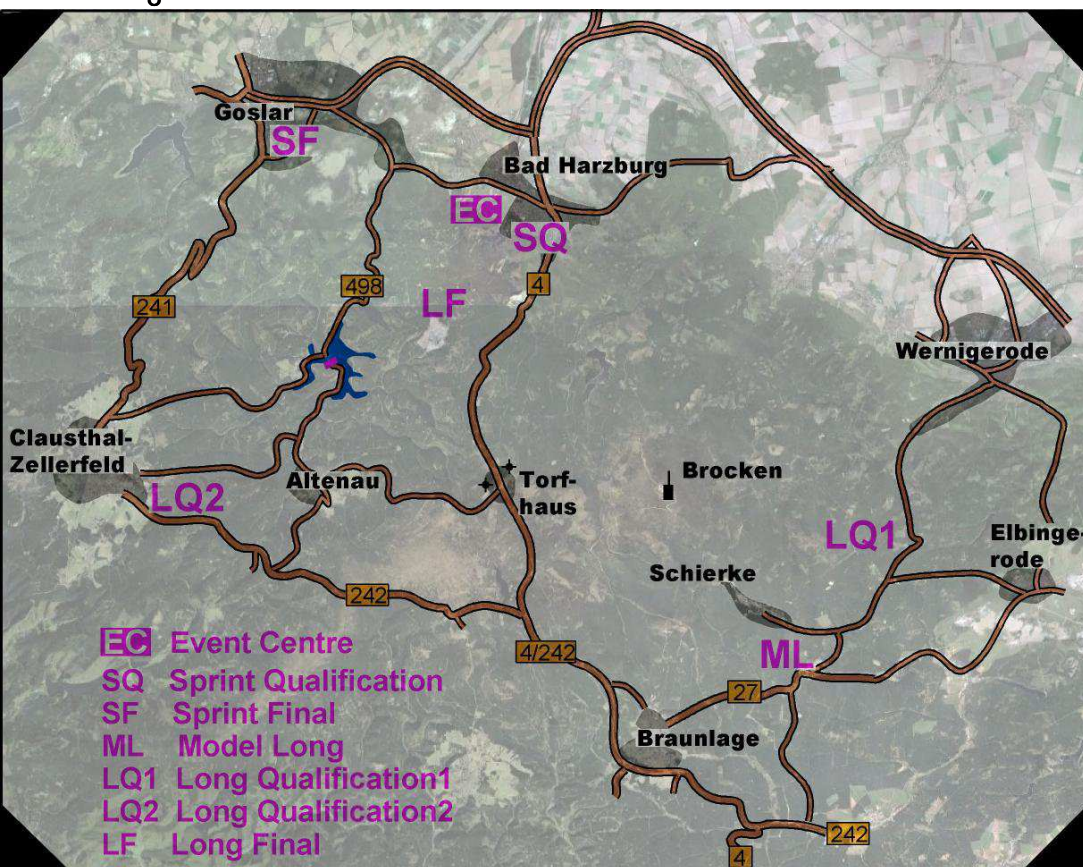 Goslar
SF
Bad Harzburg
EC
SQ
241
498
4
LF
Wernigerode
Clausthal-
Zellerfeld
LQ2
Altenau
Torf-
haus
Brocken
LQ1
Elbinge-
rode
Schierke
242
4/242
ML
27
Braunlage
242
4
EC Event Centre
SQ Sprint Qualification
SF Sprint Final
ML Model Long
LQ1 Long Qualification1
LQ2 Long Qualification2
LF Long Final